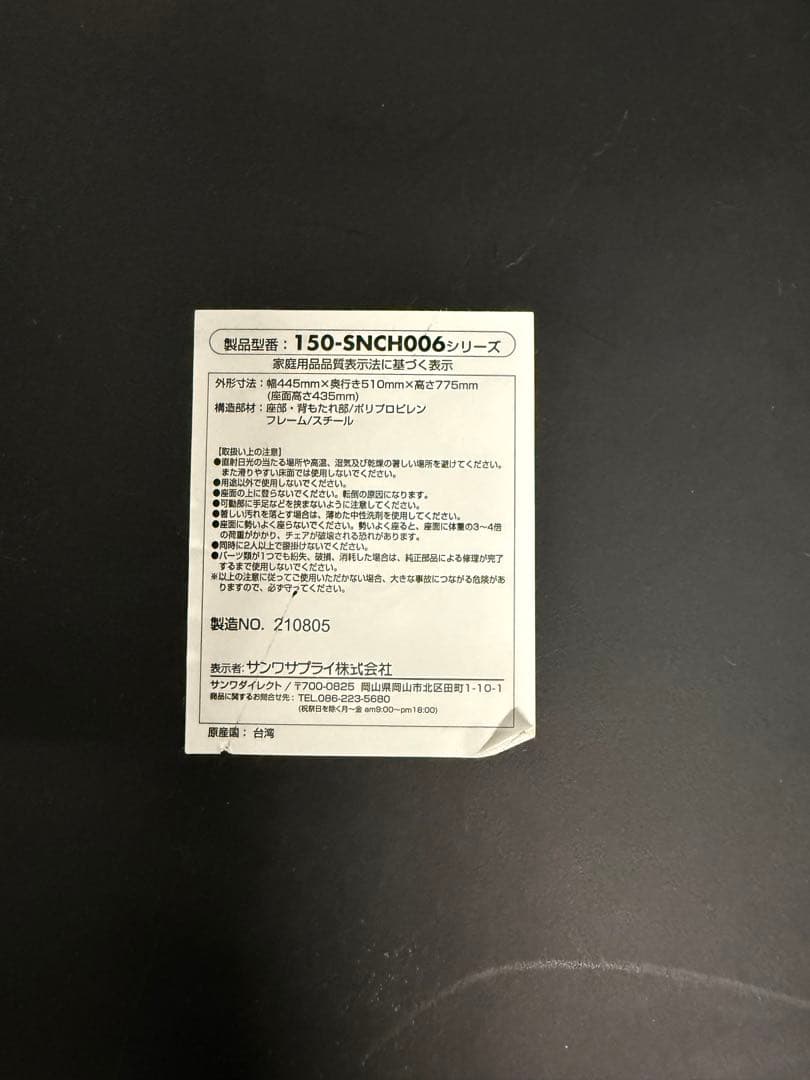 製品型番：150-SNCH006シリーズ
家庭用品品質表示法に基づく表示
外形寸法：幅445mm×奥行き510mm×高さ775mm
(座面高さ435mm)
構造部材：座部・背もたれ部/ポリプロピレン
フレーム/スチール
【取扱い上の注意】
●直射日光の当たる場所や高温、湿気及び乾燥の著しい場所を避けてください。
また滑りやすい床面では使用しないでください。
●用途以外で使用しないでください。
●座面の上に登らないでください。転倒の原因になります。
●可動部に手足などを挟まないように注意してください。
●著しい汚れを落とす場合は、薄めた中性洗剤を使用してください。
●座面に勢いよく座らないでください。勢いよく座ると、座面に体重の3～4倍
の荷重がかかり、チェアが破壊される恐れがあります。
●同時に2人以上で腰掛けないでください。
●パーツ類が1つでも紛失、破損、消耗した場合は、純正部品による修理が完了
するまで使用しないでください。
※以上の注意に従ってご使用いただかない場合、大きな事故につながる危険があ
りますので、必ず守ってください。
製造NO. 210805
表示者：サンワサプライ株式会社
サンワダイレクト / 〒700-0825 岡山県岡山市北区田町1-10-1
商品に関するお問合せ先：TEL.086-223-5680
(祝祭日を除く月～金 am9:00～pm18:00)
原産国：台湾